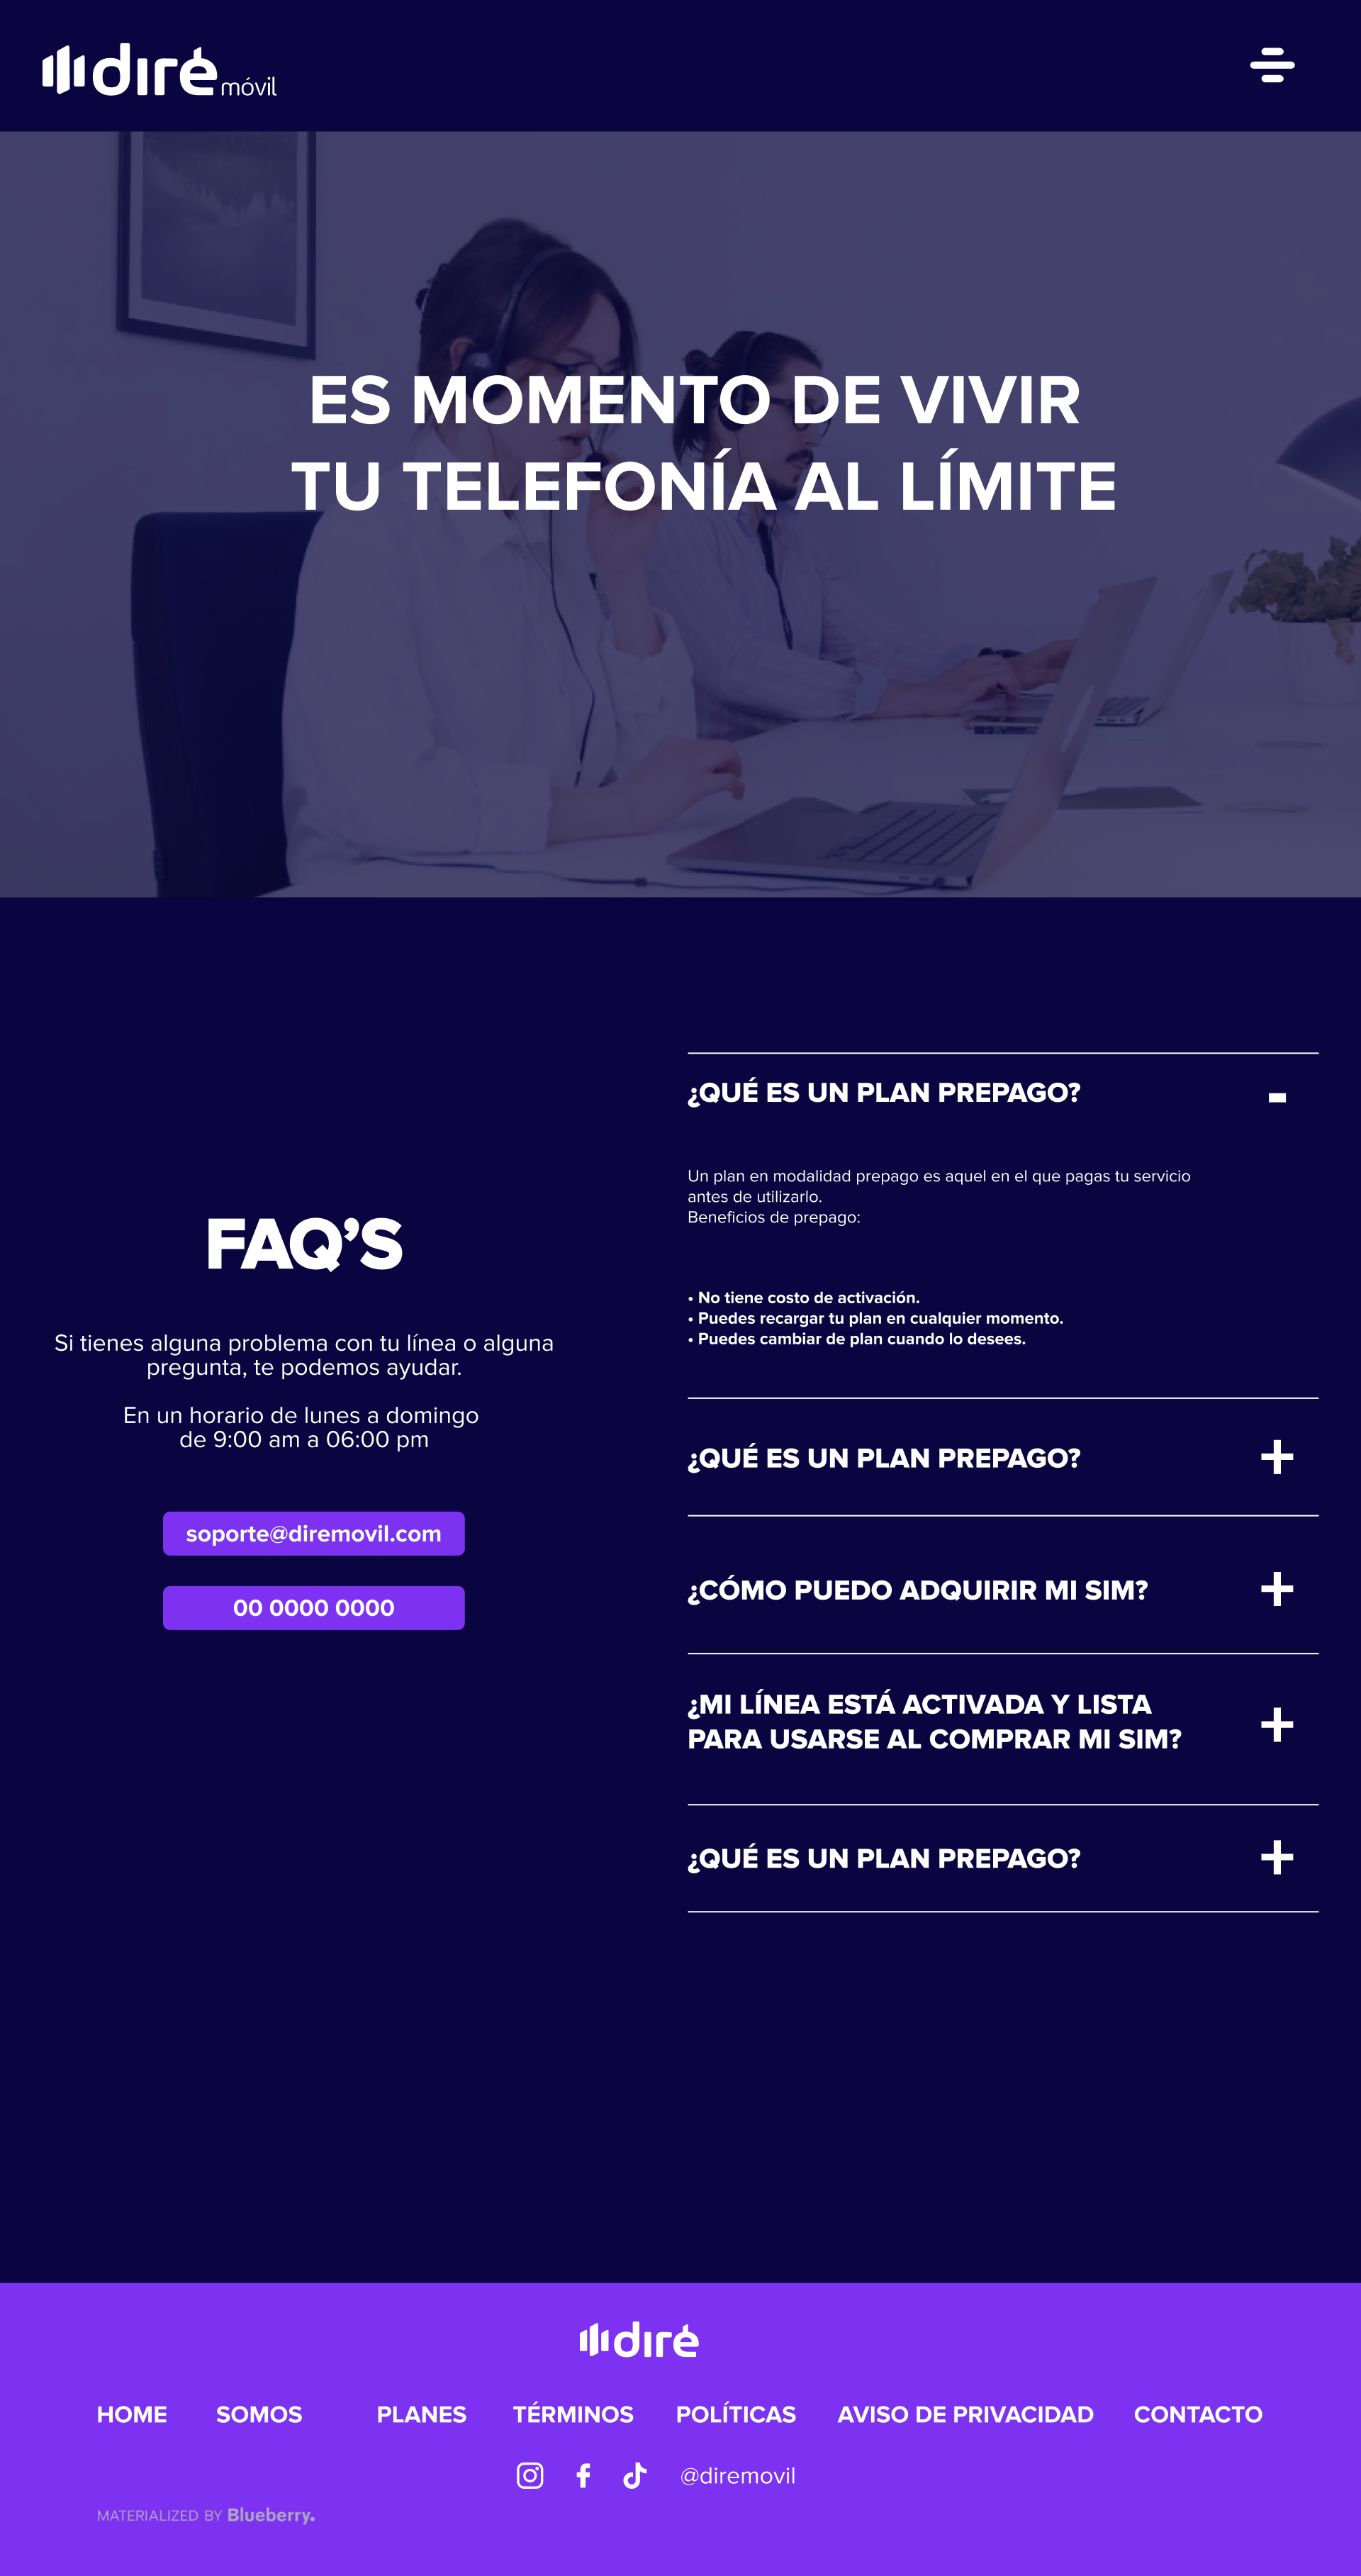 diré móvil
ES MOMENTO DE VIVIR
TU TELEFONÍA AL LÍMITE
FAQ’S
Si tienes alguna problema con tu línea o alguna
pregunta, te podemos ayudar.
En un horario de lunes a domingo
de 9:00 am a 06:00 pm
soporte@diremovil.com
00 0000 0000
¿QUÉ ES UN PLAN PREPAGO?
-
Un plan en modalidad prepago es aquel en el que pagas tu servicio
antes de utilizarlo.
Beneficios de prepago:
• No tiene costo de activación.
• Puedes recargar tu plan en cualquier momento.
• Puedes cambiar de plan cuando lo desees.
¿QUÉ ES UN PLAN PREPAGO? +
¿CÓMO PUEDO ADQUIRIR MI SIM? +
¿MI LÍNEA ESTÁ ACTIVADA Y LISTA
PARA USARSE AL COMPRAR MI SIM? +
¿QUÉ ES UN PLAN PREPAGO? +
diré
HOME SOMOS PLANES TÉRMINOS POLÍTICAS AVISO DE PRIVACIDAD CONTACTO
@diremovil
MATERIALIZED BY Blueberry.